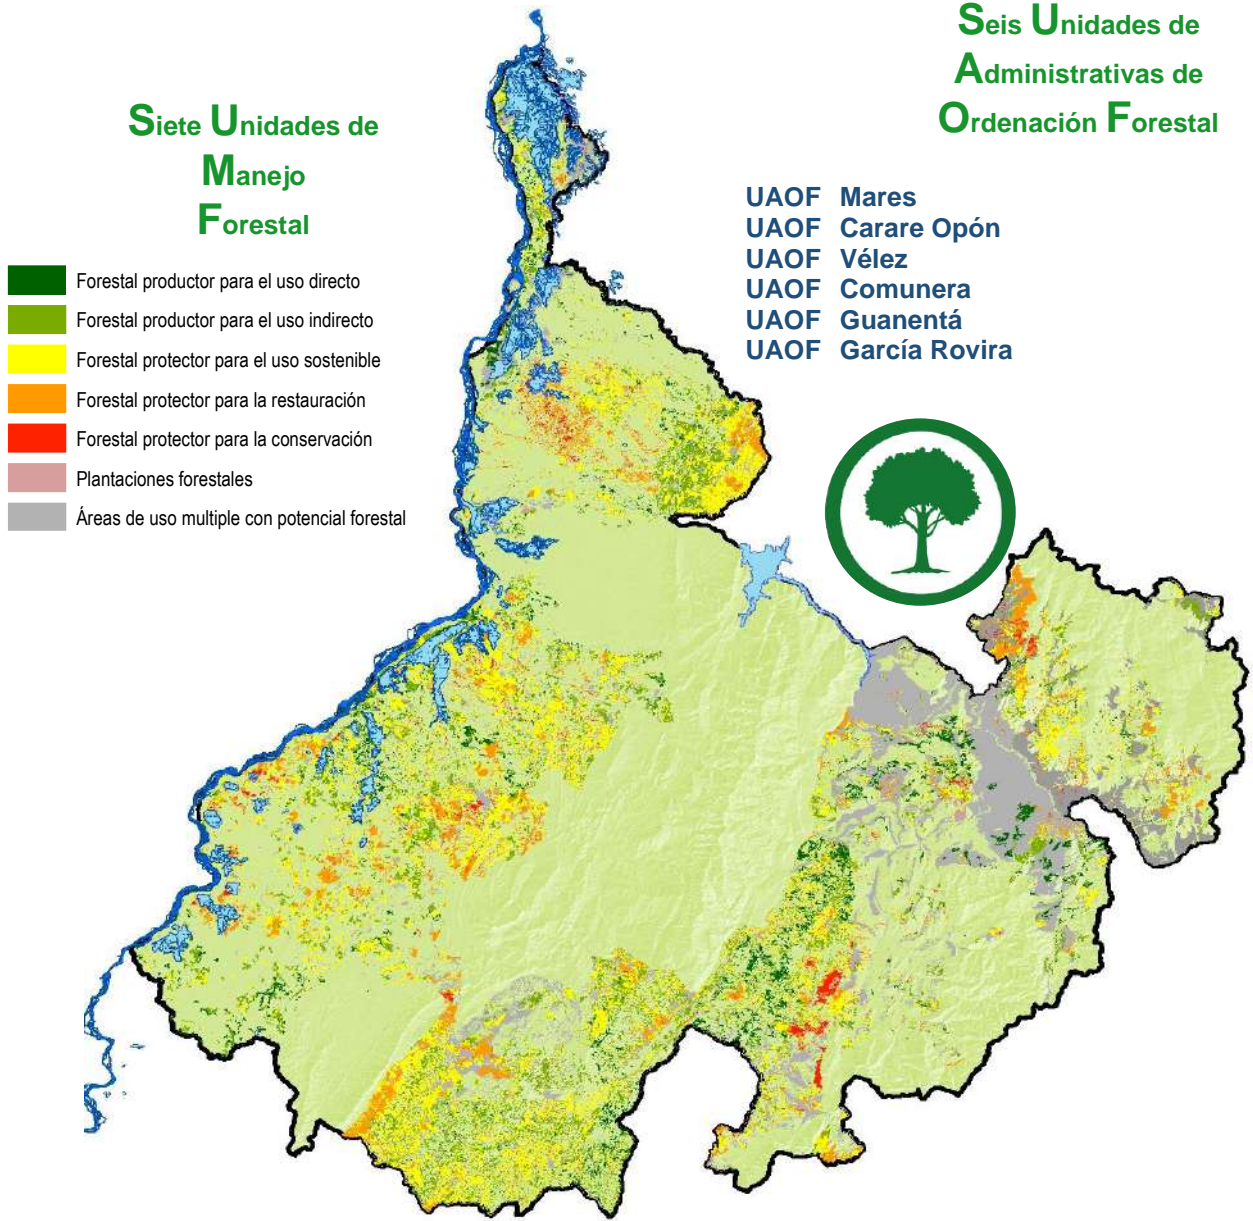 Seis Unidades de
Administrativas de
Ordenación Forestal
Siete Unidades de
Manejo
Forestal
UAOF Mares
UAOF Carare Opón
UAOF Vélez
UAOF Comunera
UAOF Guanentá
UAOF García Rovira
Forestal productor para el uso directo
Forestal productor para el uso indirecto
Forestal protector para el uso sostenible
Forestal protector para la restauración
Forestal protector para la conservación
Plantaciones forestales
Áreas de uso multiple con potencial forestal